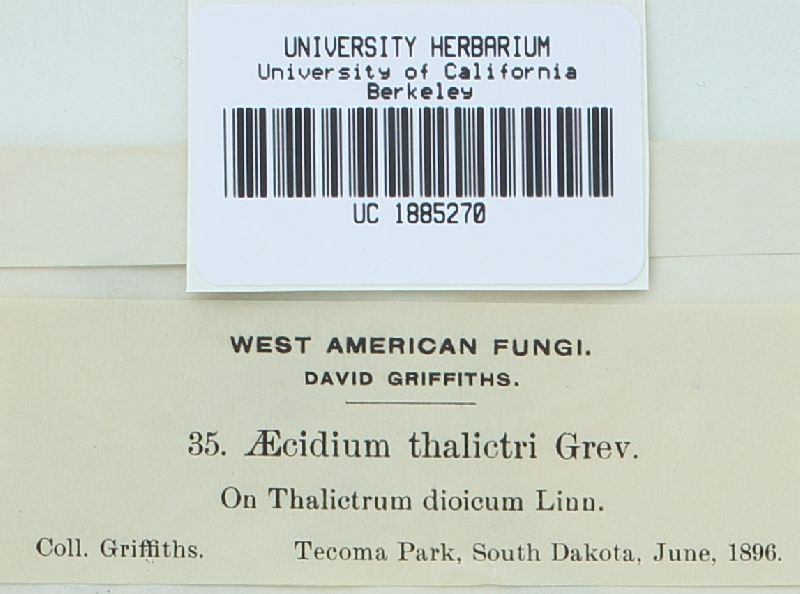 UNIVERSITY HERBARIUM
University of California
Berkeley
UC 1885270
WEST AMERICAN FUNGI.
DAVID GRIFFITHS.
35. Æcidium thalictri Grev.
On Thalictrum dioicum Linn.
Coll. Griffiths. Tecoma Park, South Dakota, June, 1896.